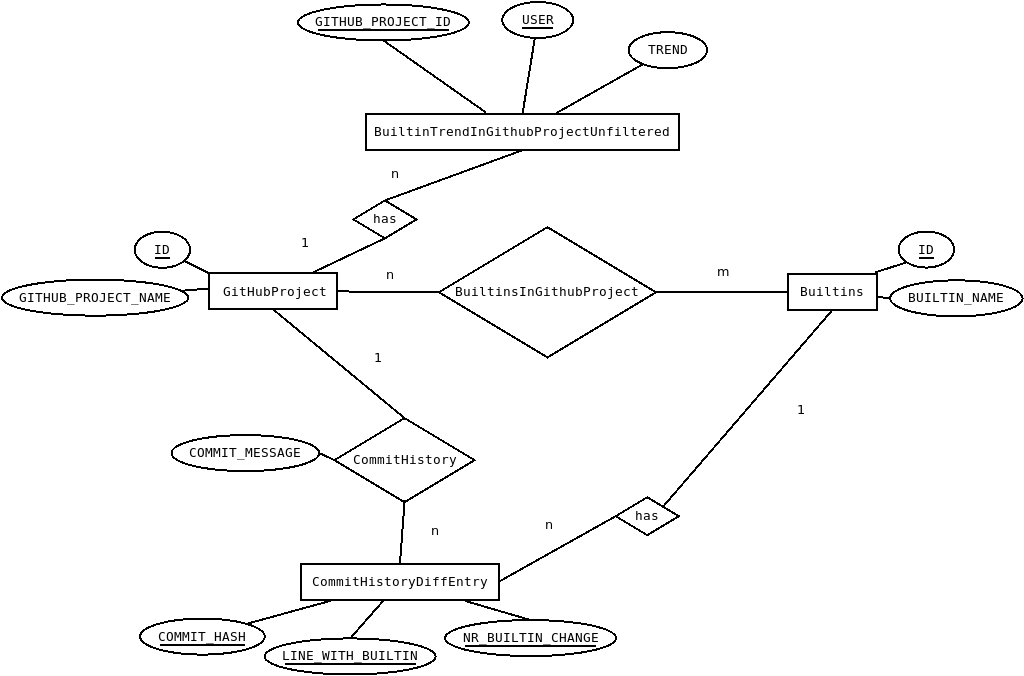 GITHUB_PROJECT_ID
USER
TREND
BuiltinTrendInGithubProjectUnfiltered
n
has
1
ID
GITHUB_PROJECT_NAME
GitHubProject
n
BuiltinsInGithubProject
m
Builtins
ID
BUILTIN_NAME
1
1
COMMIT_MESSAGE
CommitHistory
n
n
has
CommitHistoryDiffEntry
COMMIT_HASH
LINE_WITH_BUILTIN
NR_BUILTIN_CHANGE